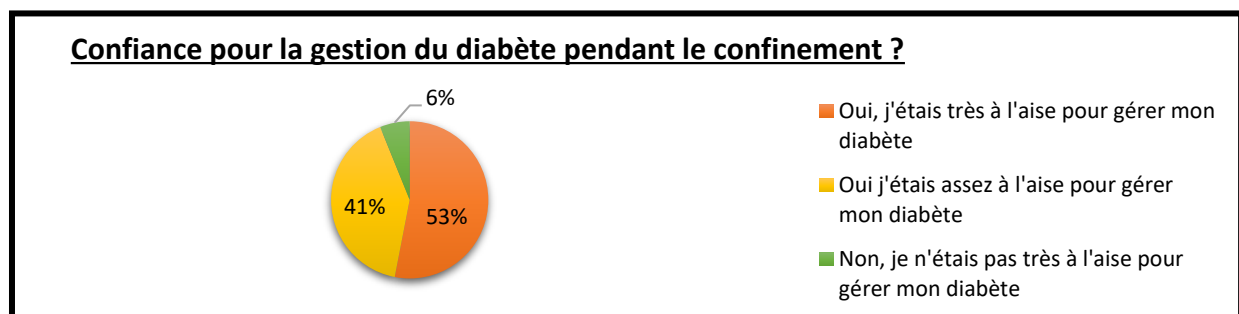 Confiance pour la gestion du diabète pendant le confinement ?
6%
41%
53%
Oui, j'étais très à l'aise pour gérer mon
diabète
Oui j'étais assez à l'aise pour gérer
mon diabète
Non, je n'étais pas très à l'aise pour
gérer mon diabète